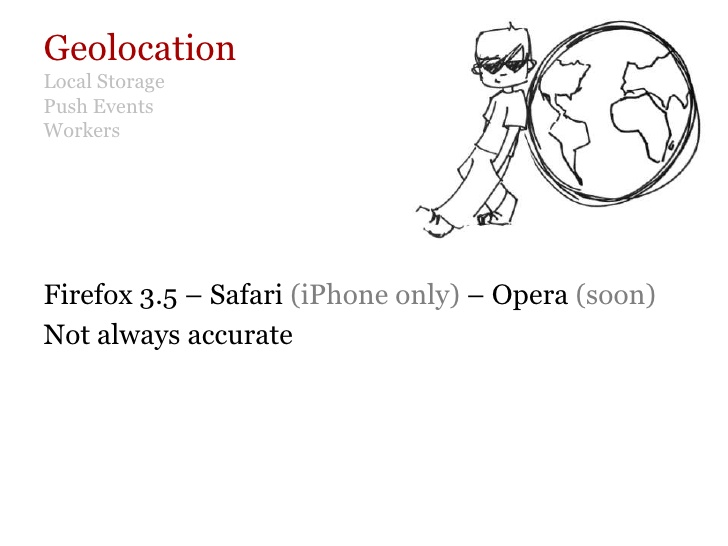 Geolocation
Local Storage
Push Events
Workers
Firefox 3.5 – Safari (iPhone only) – Opera (soon)
Not always accurate